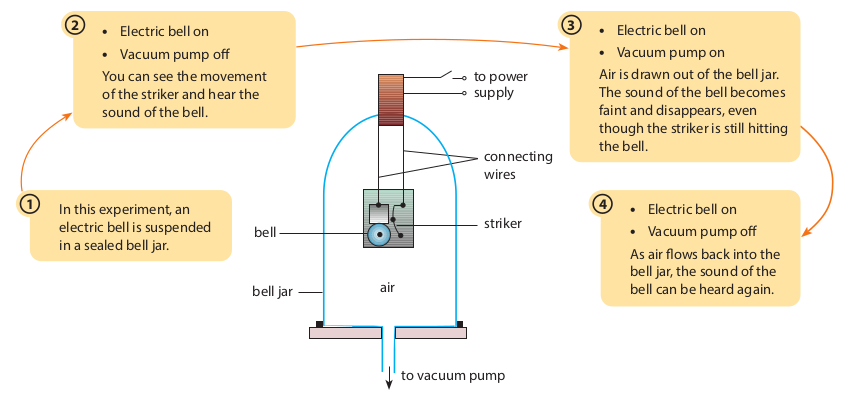 1
In this experiment, an
electric bell is suspended
in a sealed bell jar.
2
• Electric bell on
• Vacuum pump off
You can see the movement
of the striker and hear the
sound of the bell.
3
• Electric bell on
• Vacuum pump on
Air is drawn out of the bell jar.
The sound of the bell becomes
faint and disappears, even
though the striker is still hitting
the bell.
4
• Electric bell on
• Vacuum pump off
As air flows back into the
bell jar, the sound of the
bell can be heard again.
to power
supply
connecting
wires
striker
bell
air
bell jar
to vacuum pump